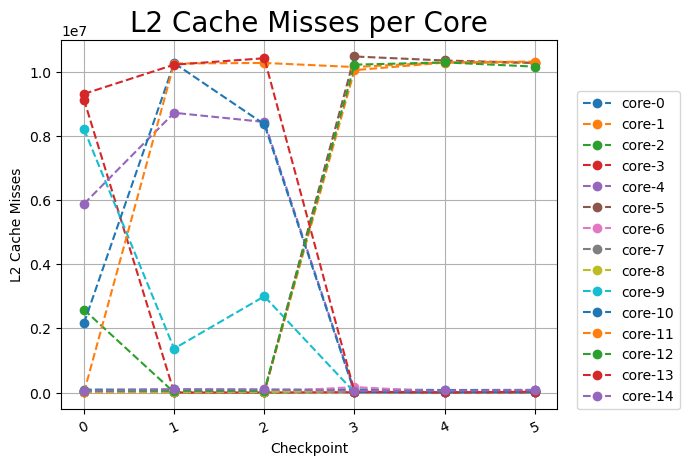 L2 Cache Misses per Core
1e7
1.0
0.8
0.6
0.4
0.2
0.0
L2 Cache Misses
0 1 2 3 4 5
Checkpoint
core-0
core-1
core-2
core-3
core-4
core-5
core-6
core-7
core-8
core-9
core-10
core-11
core-12
core-13
core-14